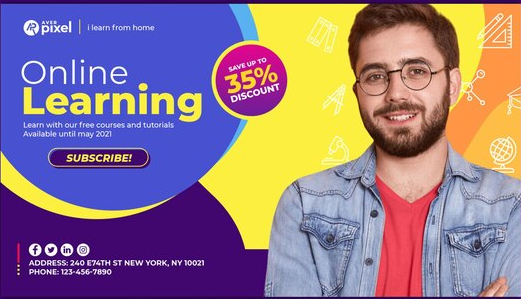 AVEB
pixel
i learn from home
Online
Learning
Learn with our free courses and tutorials
Available until may 2021
SUBSCRIBE!
SAVE UP TO
35%
DISCOUNT
ADDRESS: 240 E74TH ST NEW YORK, NY 10021
PHONE: 123-456-7890